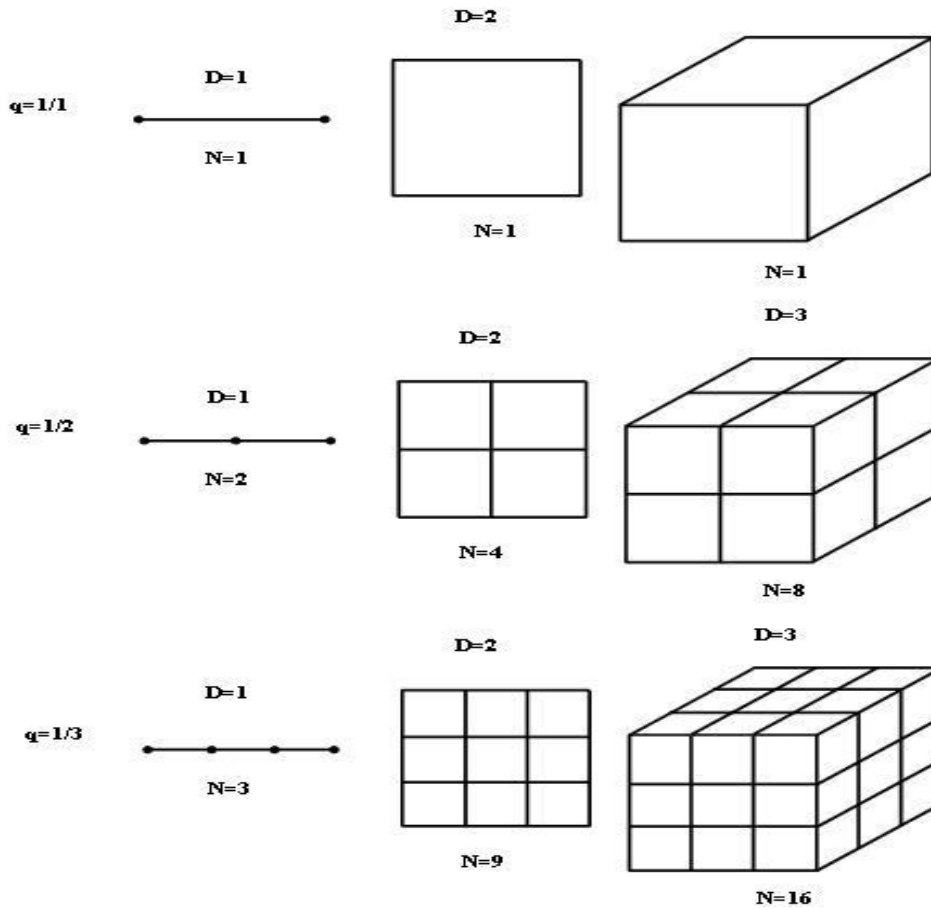 D=2
D=1
q=1/1
N=1
N=1
N=1
D=3
D=2
D=1
q=1/2
N=2
N=4
N=8
D=3
D=2
D=1
q=1/3
N=3
N=9
N=16